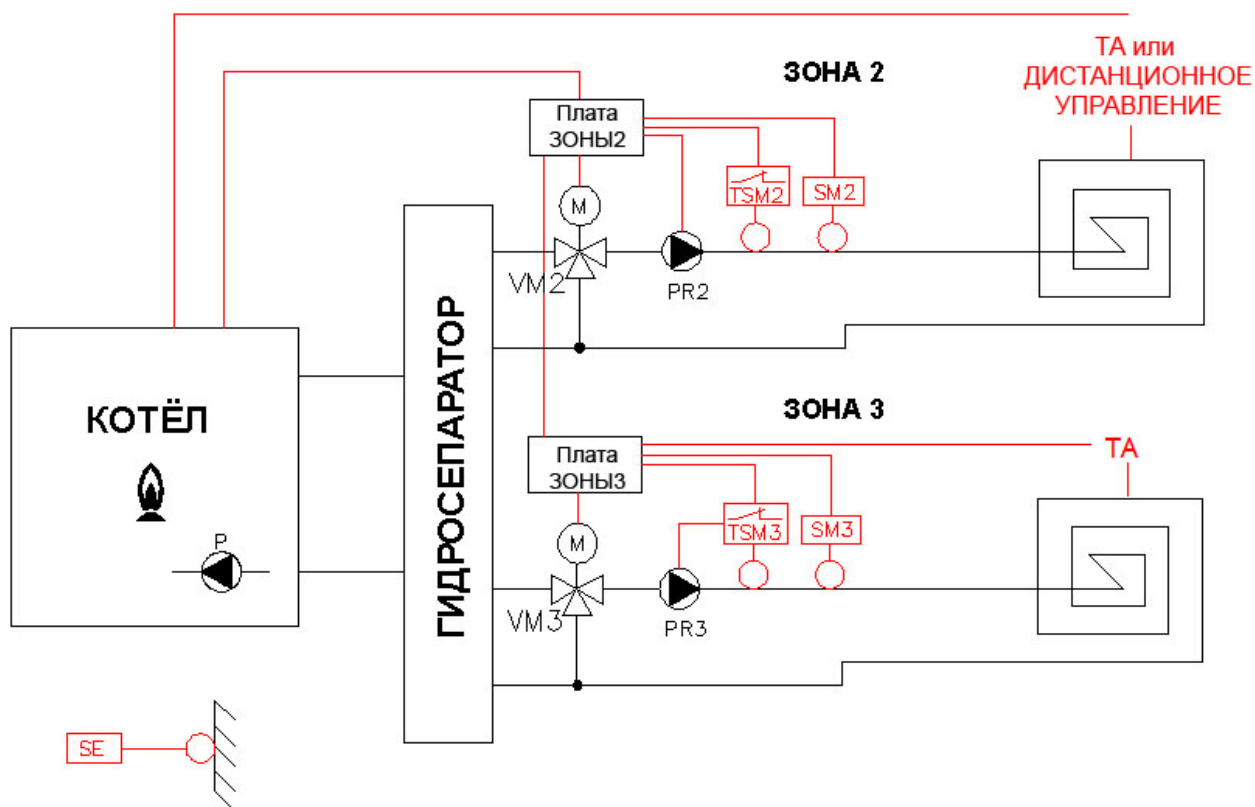 ТА или
ДИСТАНЦИОННОЕ
УПРАВЛЕНИЕ
ЗОНА 2
Плата
ЗОНЫ2
M
TSM2
SM2
VM2
PR2
ГИДРОСЕПАРАТОР
КОТЁЛ
P
ЗОНА 3
Плата
ЗОНЫ3
ТА
M
TSM3
SM3
VM3
PR3
SE